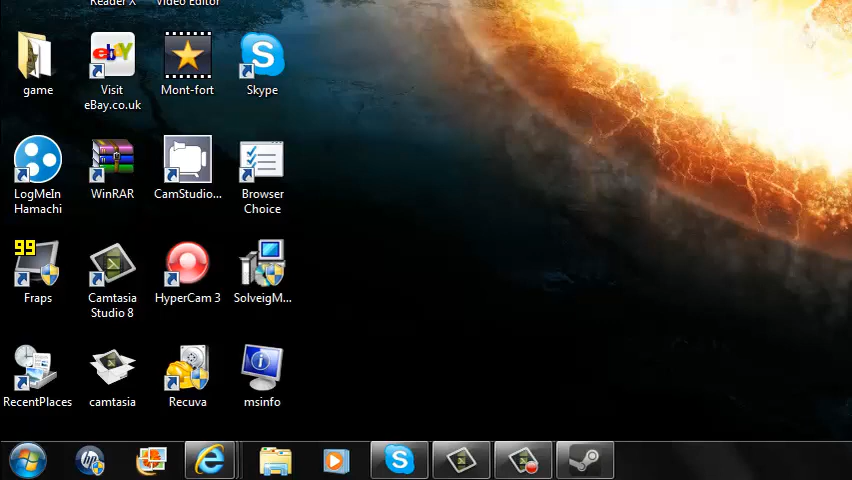 Reader X
Video Editor
game
Visit
eBay.co.uk
Mont-fort
Skype
LogMeIn
Hamachi
WinRAR
CamStudio...
Browser
Choice
99
Fraps
Camtasia
Studio 8
HyperCam 3
SolveigM...
RecentPlaces
camtasia
Recuva
msinfo